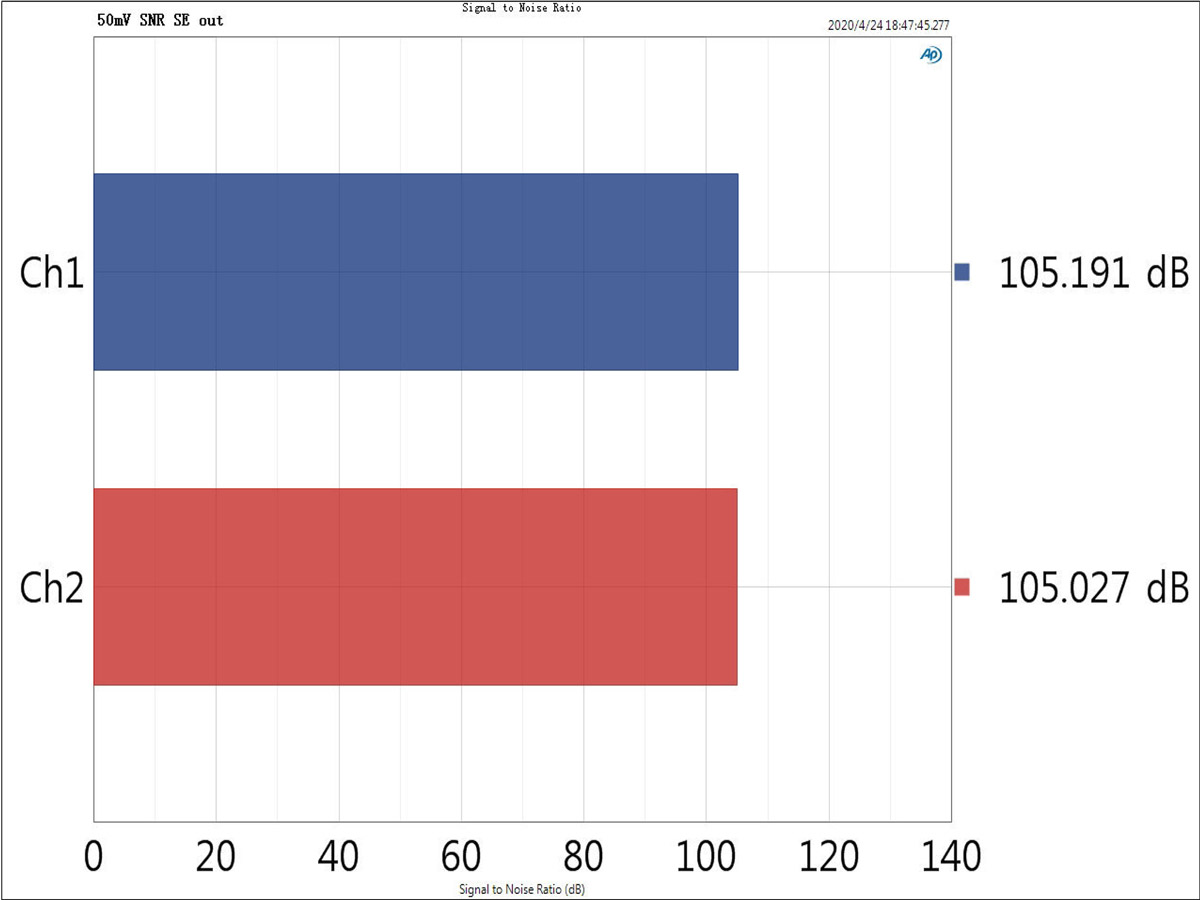 Signal to Noise Ratio
50mV SNR SE out
2020/4/24 18:47:45.277
AP
Ch1
105.191 dB
Ch2
105.027 dB
0 20 40 60 80 100 120 140
Signal to Noise Ratio (dB)